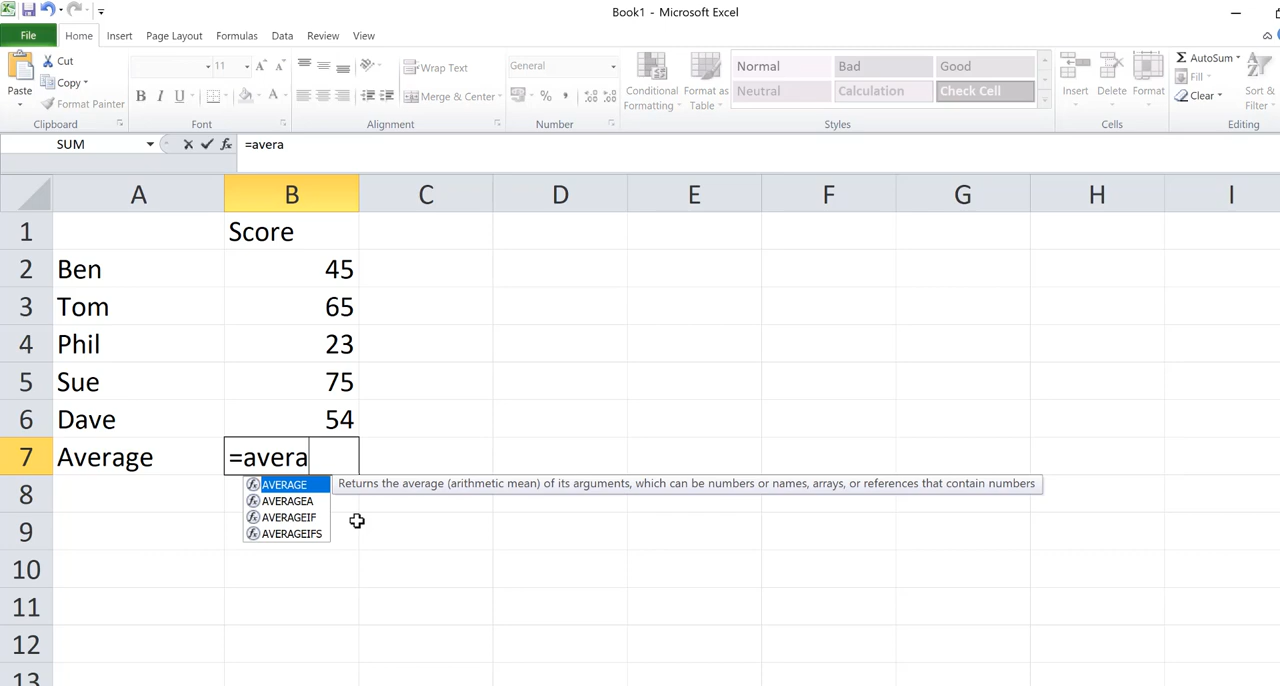 Book1 - Microsoft Excel
File Home Insert Page Layout Formulas Data Review View
Paste
Cut
Copy
Format Painter
Clipboard
11
B I U
Font
Wrap Text
Merge & Center
Alignment
General
%
Number
Conditional Formatting
Format as Table
Normal Bad Good
Neutral Calculation Check Cell
Styles
Insert Delete Format
Cells
AutoSum
Fill
Clear
Sort & Filter
Editing
SUM
fx
=avera
A B C D E F G H I
1 Score
2 Ben 45
3 Tom 65
4 Phil 23
5 Sue 75
6 Dave 54
7 Average =avera
AVERAGE Returns the average (arithmetic mean) of its arguments, which can be numbers or names, arrays, or references that contain numbers
AVERAGEA
AVERAGEIF
AVERAGEIFS
8
9
10
11
12
13